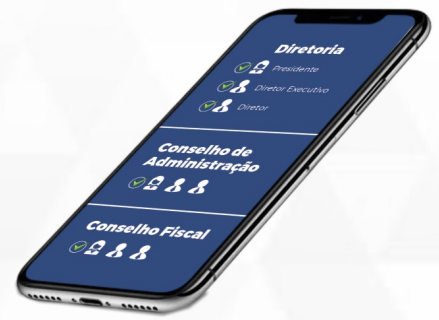 Diretoria
Presidente
Diretor Executivo
Diretor
Conselho de
Administração
Conselho Fiscal